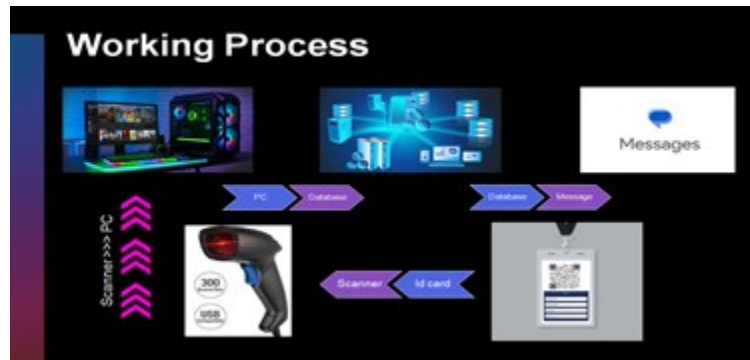 Working Process
Messages
PC Database
Database Message
Scanner >>> PC
300
USB
Scanner Id card